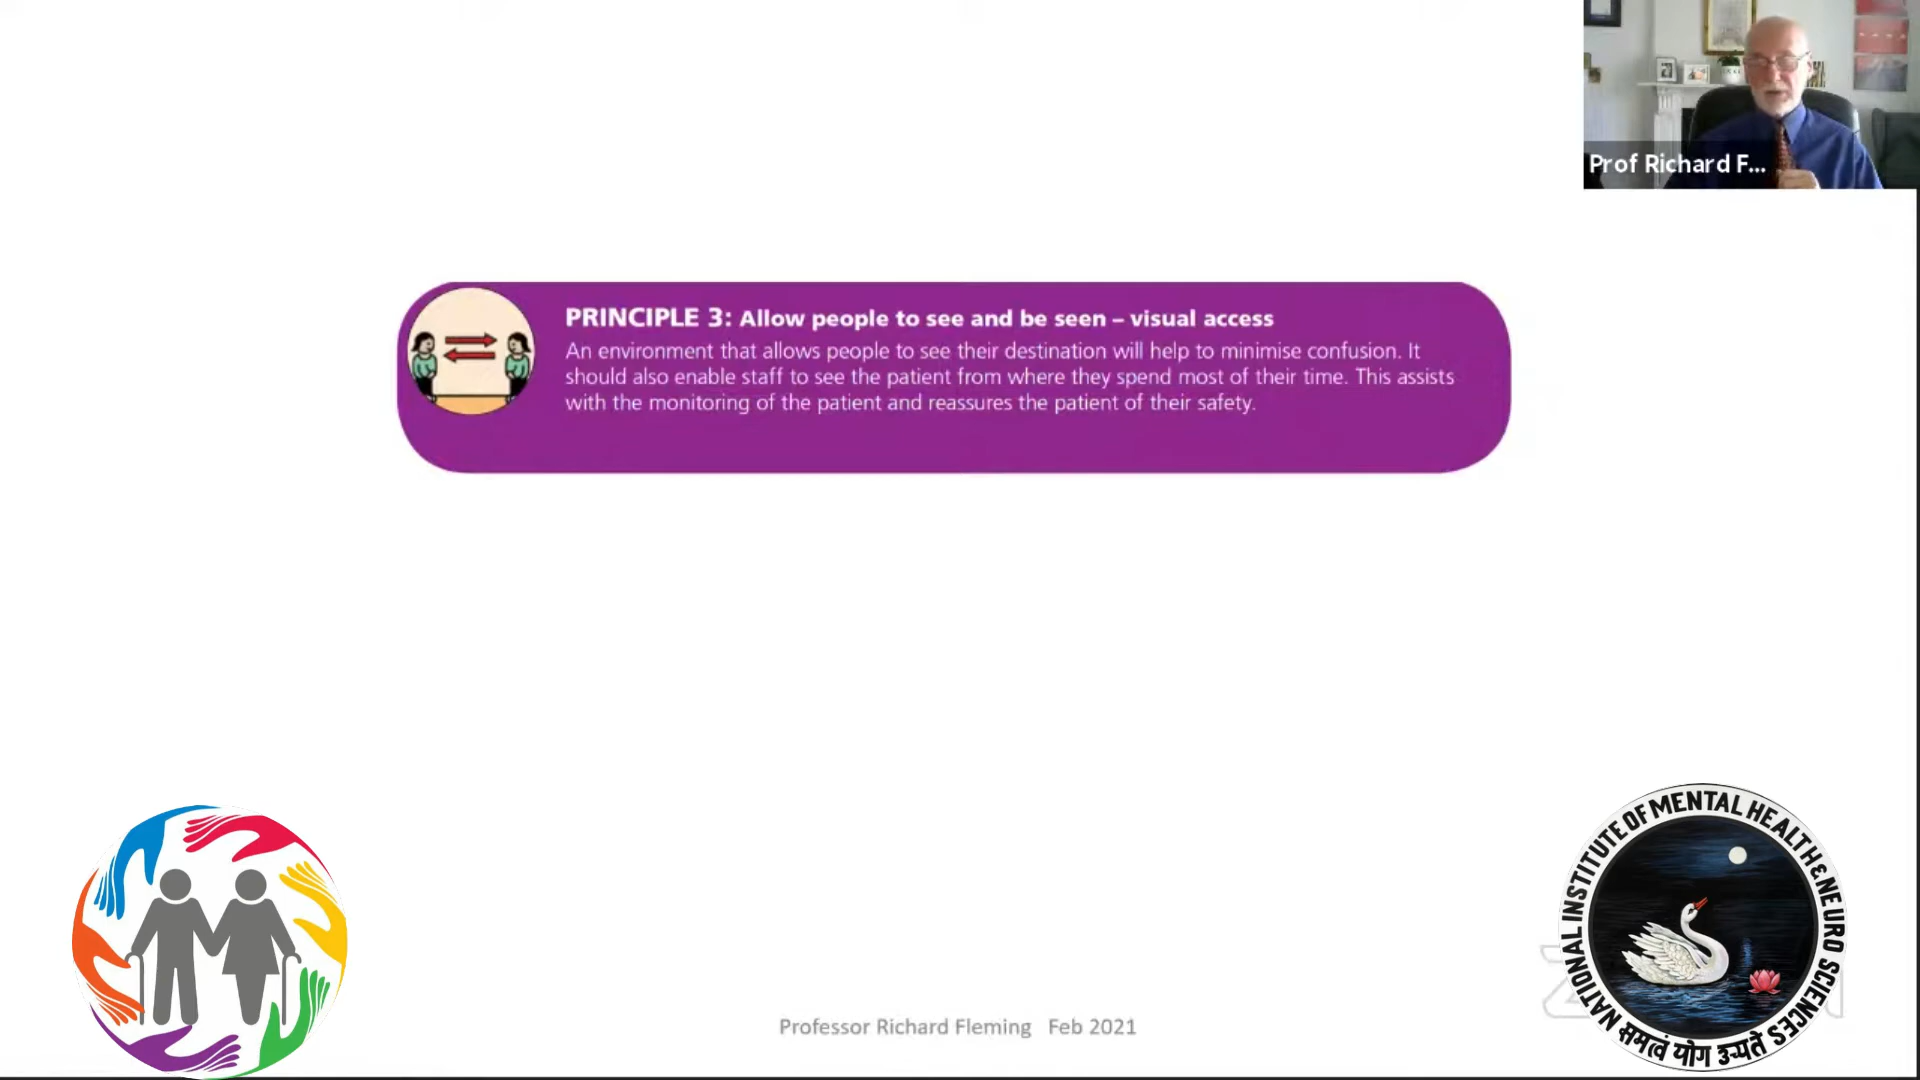 Prof Richard F...
PRINCIPLE 3: Allow people to see and be seen – visual access
An environment that allows people to see their destination will help to minimise confusion. It
should also enable staff to see the patient from where they spend most of their time. This assists
with the monitoring of the patient and reassures the patient of their safety.
NATIONAL INSTITUTE OF MENTAL HEALTH & NEURO SCIENCES
समत्वं योग उच्यते
Professor Richard Fleming Feb 2021